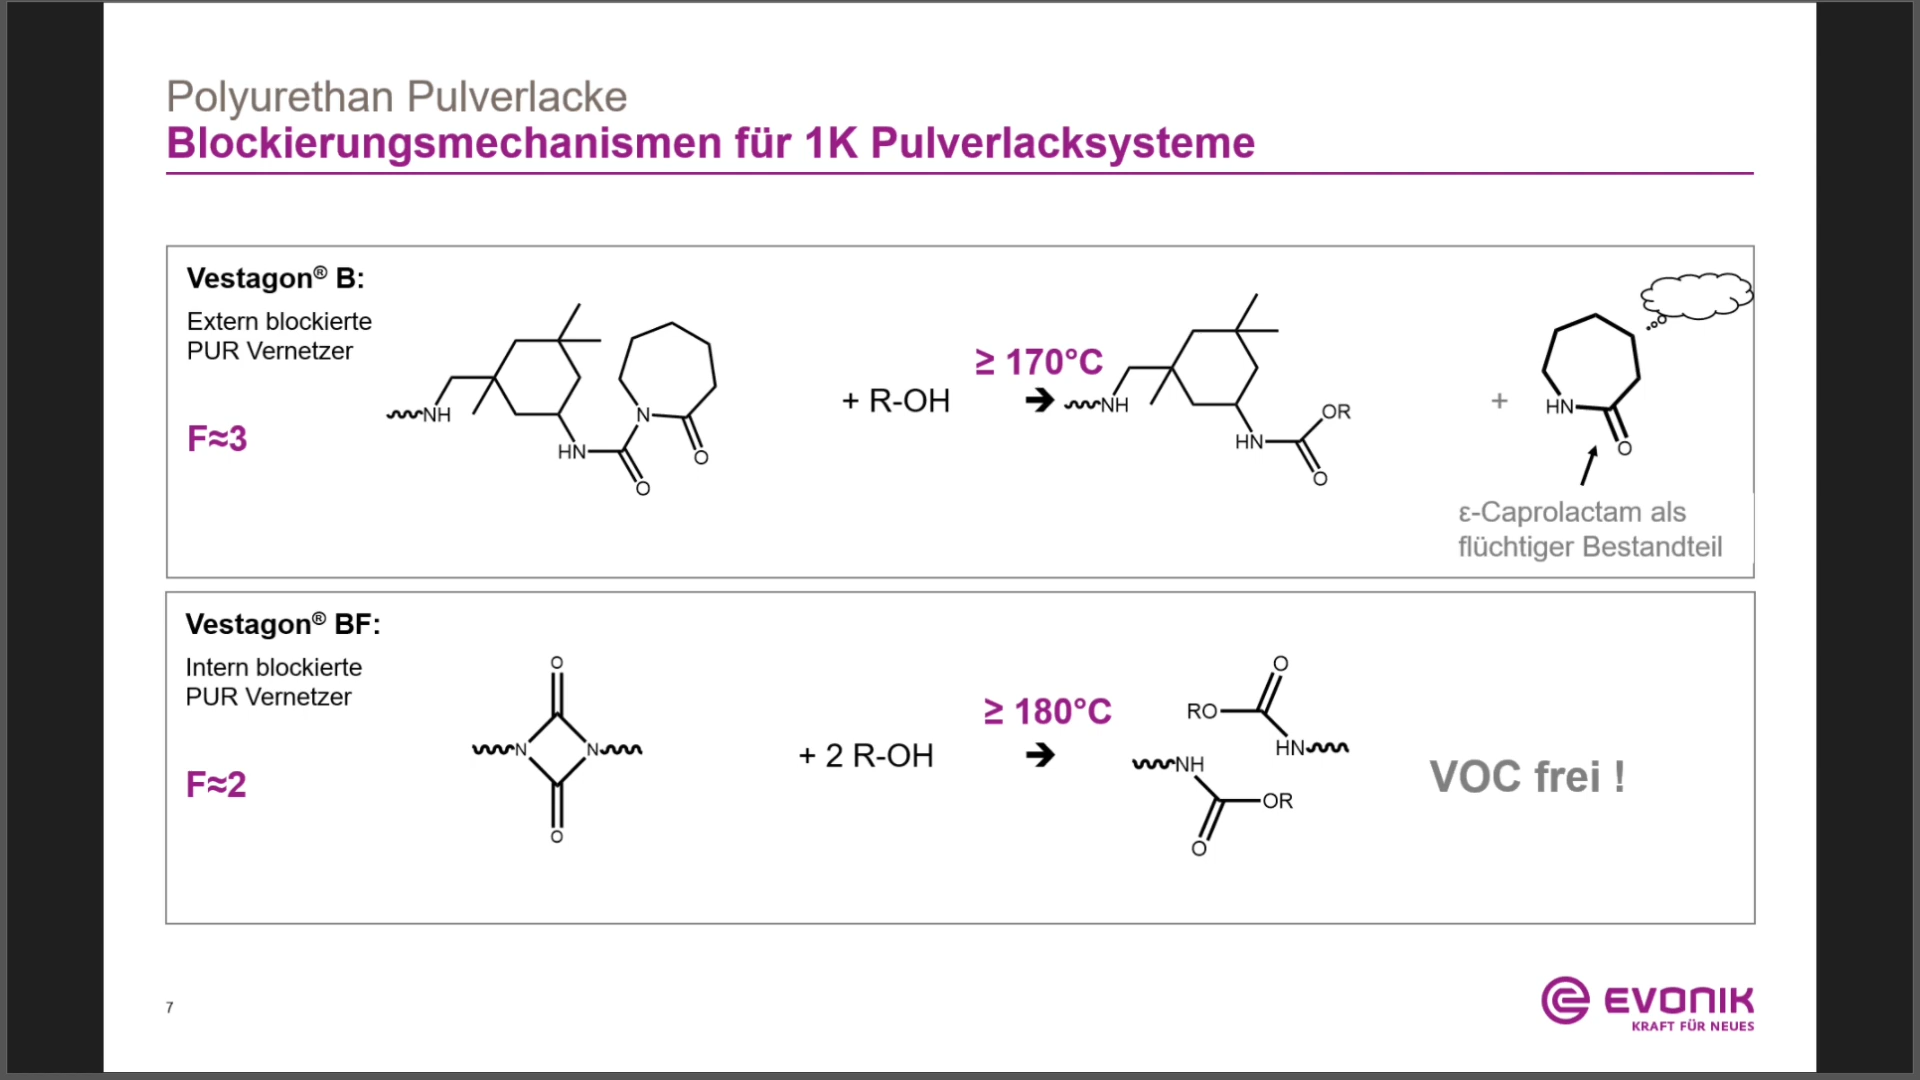 Polyurethan Pulverlacke
Blockierungsmechanismen für 1K Pulverlacksysteme
Vestagon® B:
Extern blockierte
PUR Vernetzer
F≈3
NH
HN
O
N
O
+ R-OH
≥ 170°C
➔
NH
HN
O
OR
+
HN
O
ε-Caprolactam als
flüchtiger Bestandteil
Vestagon® BF:
Intern blockierte
PUR Vernetzer
F≈2
O
N
N
O
+ 2 R-OH
≥ 180°C
➔
O
RO
HN
NH
OR
O
VOC frei !
7
EVONIK
KRAFT FÜR NEUES